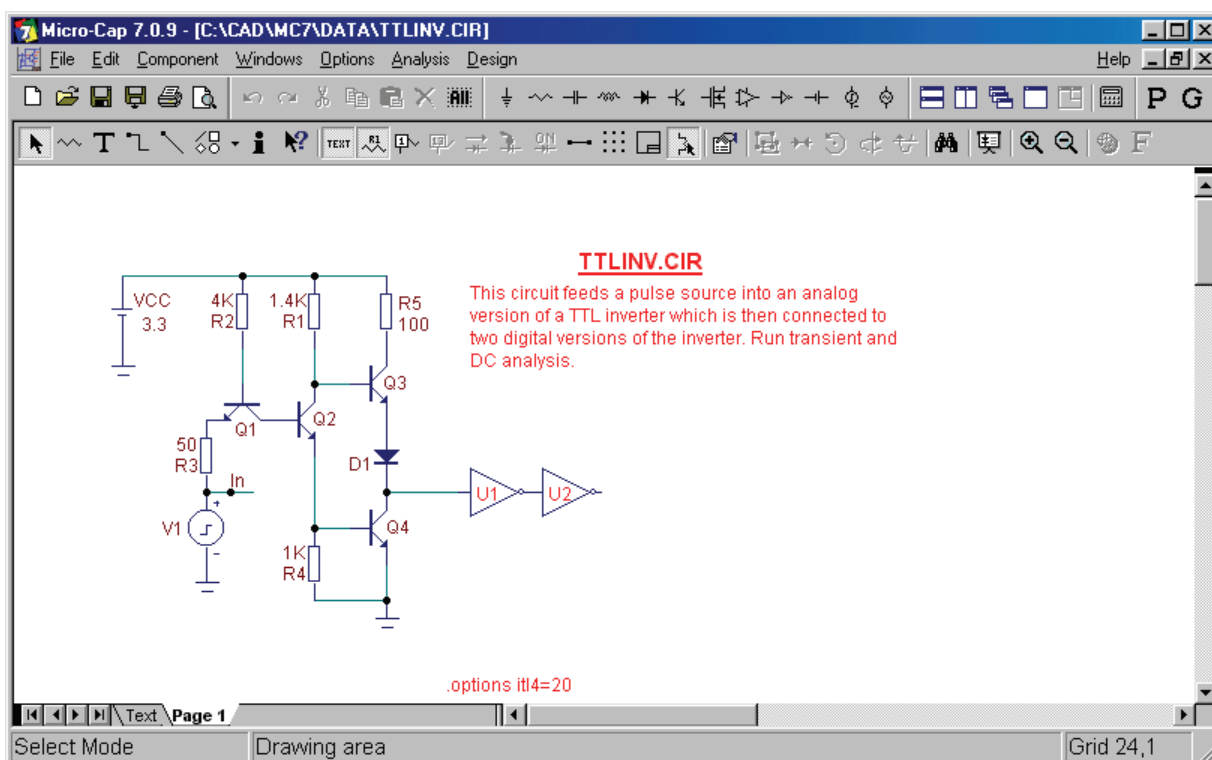 Micro-Cap 7.0.9 - [C:\CAD\MC7\DATA\TTLINV.CIR]
File Edit Component Windows Options Analysis Design Help
P G
T i TEXT R1 ON F
TTLINV.CIR
This circuit feeds a pulse source into an analog
version of a TTL inverter which is then connected to
two digital versions of the inverter. Run transient and
DC analysis.
VCC
3.3
4K
R2
1.4K
R1
R5
100
Q3
Q1
Q2
50
R3
In
D1
U1
U2
V1
+
-
Q4
1K
R4
.options itl4=20
Text Page 1
Select Mode Drawing area Grid 24,1